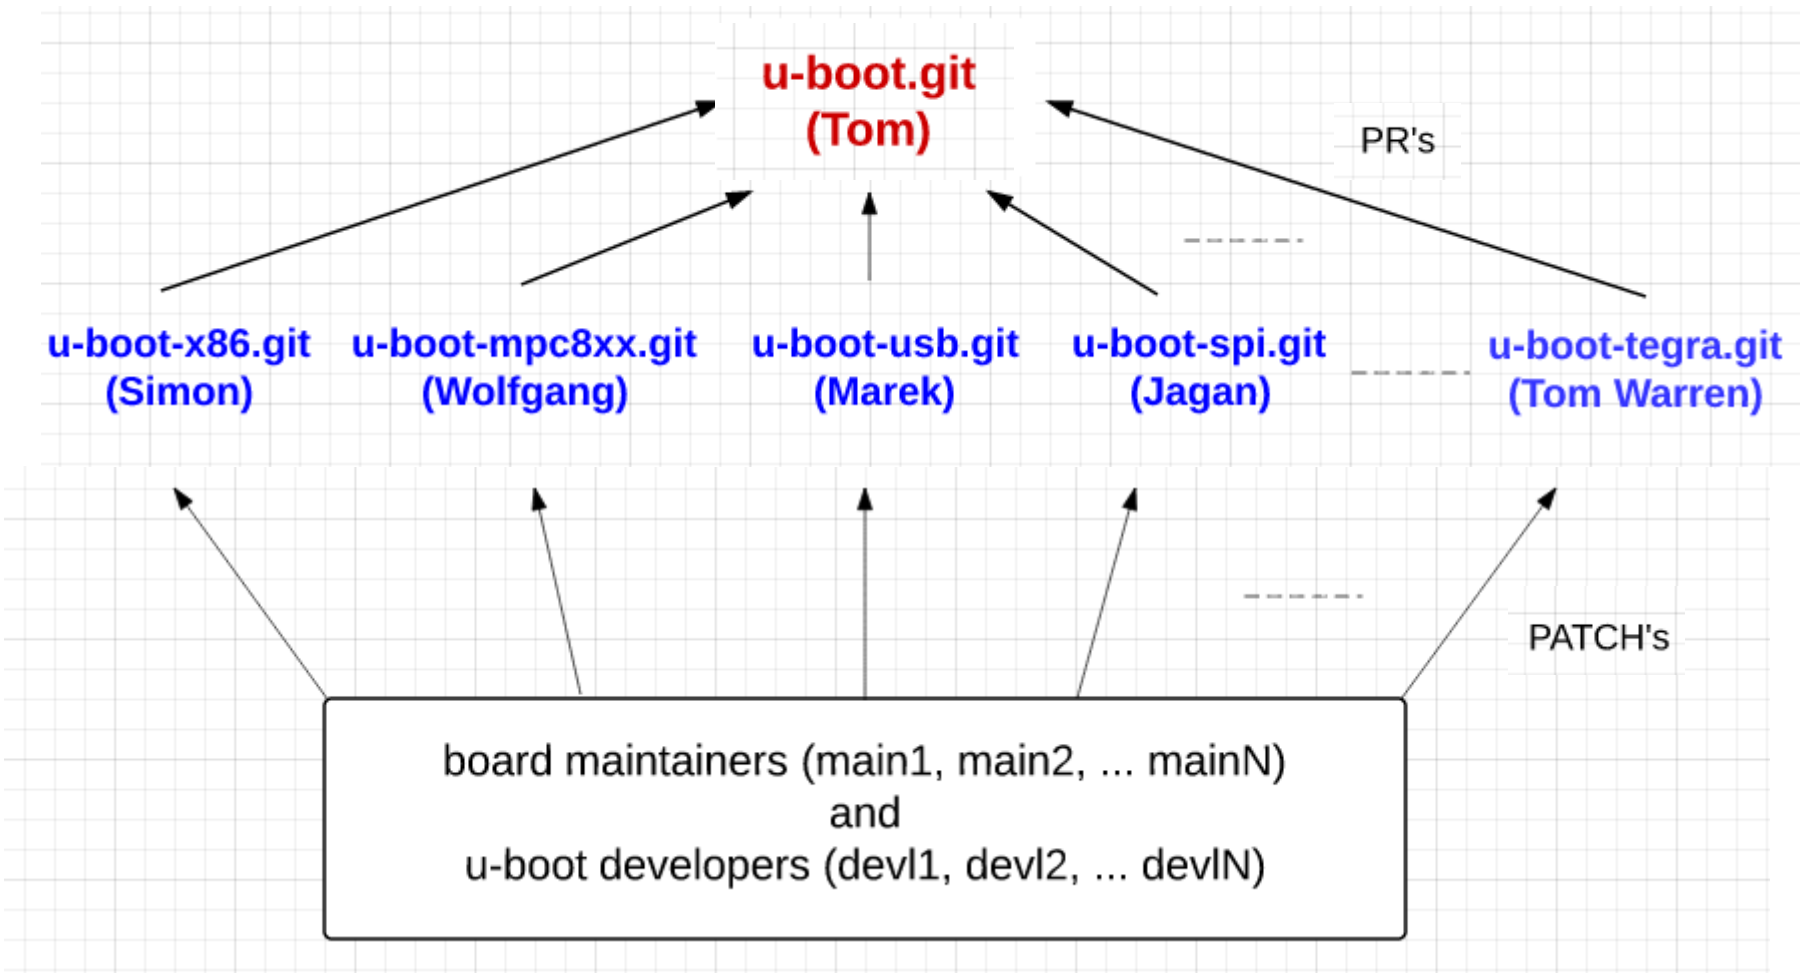 u-boot.git
(Tom)
PR's
u-boot-x86.git
(Simon)
u-boot-mpc8xx.git
(Wolfgang)
u-boot-usb.git
(Marek)
u-boot-spi.git
(Jagan)
u-boot-tegra.git
(Tom Warren)
PATCH's
board maintainers (main1, main2, ... mainN)
and
u-boot developers (devl1, devl2, ... devlN)